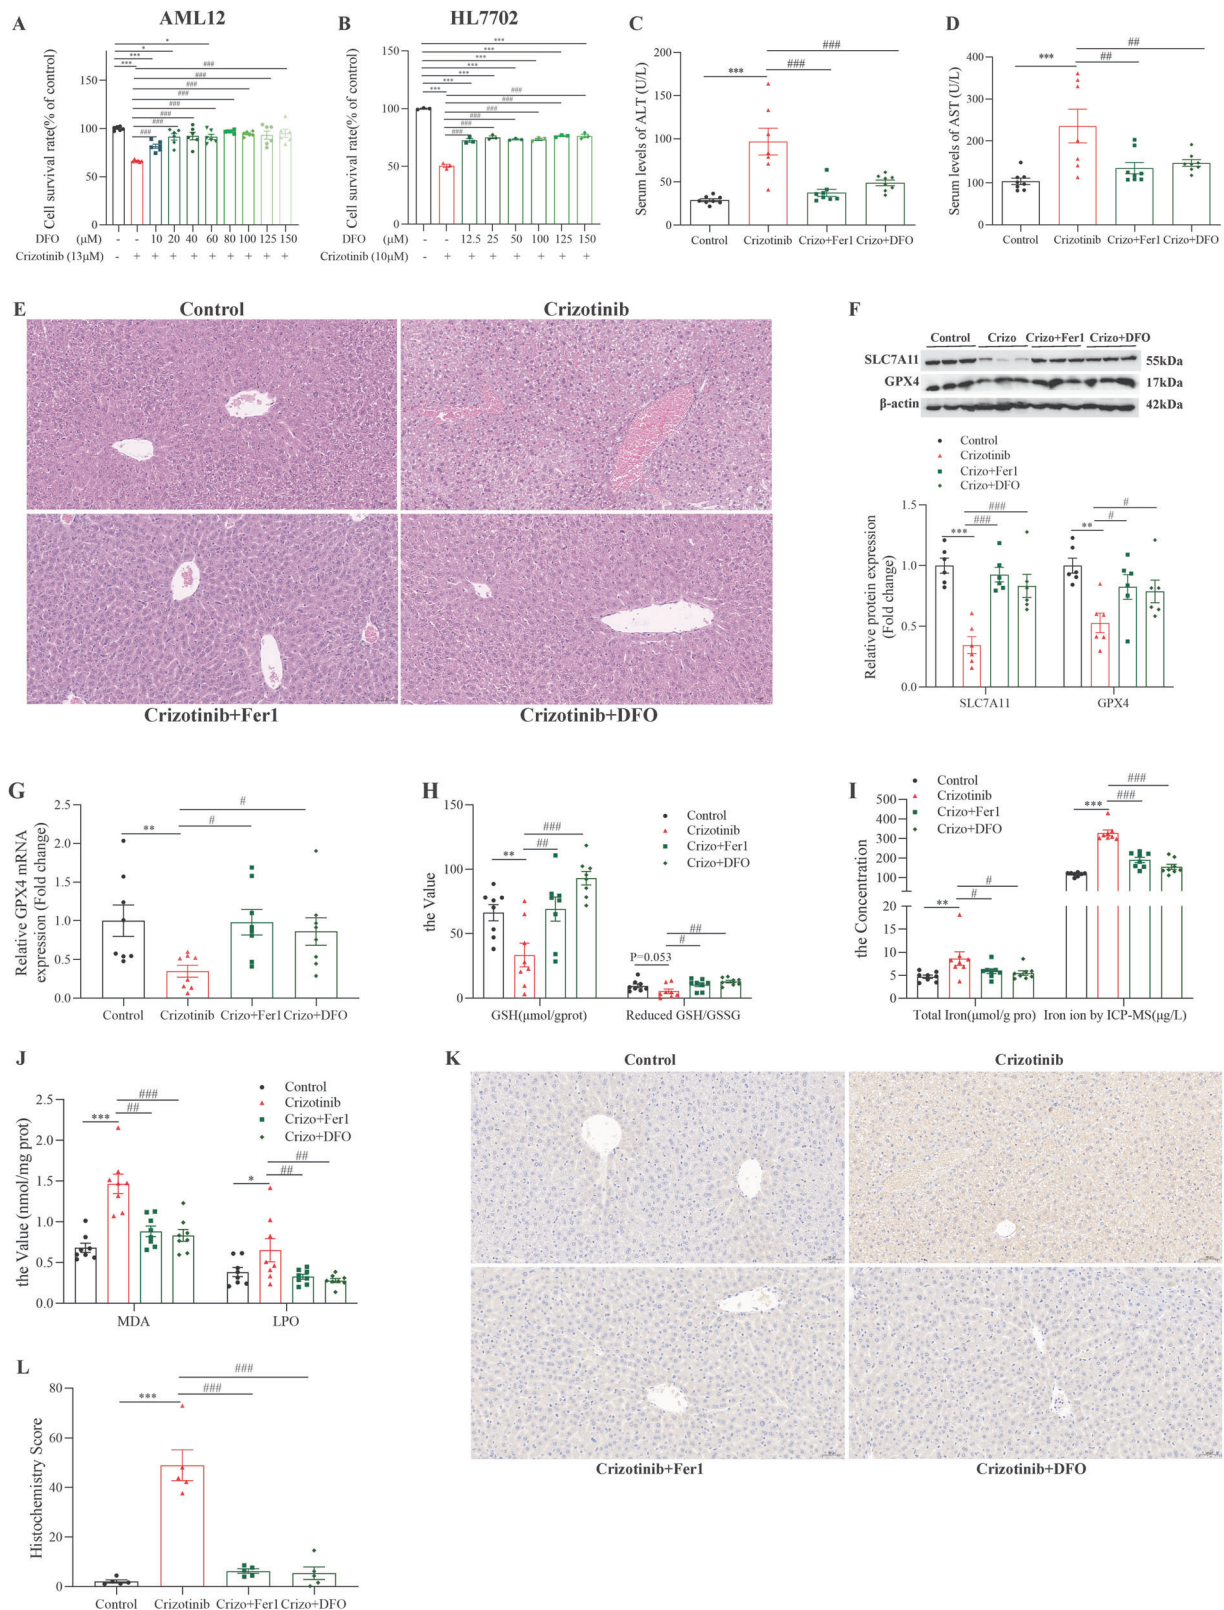 A
AML12
***
***
*
*
###
###
###
###
###
###
###
###
Cell survival rate(% of control)
150
100
50
0
DFO (μM) - - 10 20 40 60 80 100 125 150
Crizotinib (13μM) - + + + + + + + + +
B
HL7702
***
***
***
***
***
***
***
###
###
###
###
###
###
Cell survival rate(% of control)
150
100
50
0
DFO (μM) - - 12.5 25 50 100 125 150
Crizotinib (10μM) - + + + + + + +
C
Serum levels of ALT (U/L)
200
150
100
50
0
***
###
###
Control Crizotinib Crizo+Fer1 Crizo+DFO
D
Serum levels of AST (U/L)
400
300
200
100
0
***
##
##
Control Crizotinib Crizo+Fer1 Crizo+DFO
E
Control
Crizotinib
Crizotinib+Fer1
Crizotinib+DFO
F
Control Crizo Crizo+Fer1 Crizo+DFO
SLC7A11 55kDa
GPX4 17kDa
β-actin 42kDa
Control
Crizotinib
Crizo+Fer1
Crizo+DFO
Relative protein expression
(Fold change)
1.5
1.0
0.5
0.0
***
###
###
**
#
#
SLC7A11 GPX4
G
Relative GPX4 mRNA
expression (Fold change)
2.5
2.0
1.5
1.0
0.5
0.0
**
#
#
Control Crizotinib Crizo+Fer1 Crizo+DFO
H
the Value
150
100
50
0
**
##
###
P=0.053
#
##
Control
Crizotinib
Crizo+Fer1
Crizo+DFO
GSH(μmol/gprot) Reduced GSH/GSSG
I
Control
Crizotinib
Crizo+Fer1
Crizo+DFO
the Concentration
500
400
300
200
100
20
15
10
5
0
**
#
#
***
###
###
Total Iron(μmol/g pro) Iron ion by ICP-MS(μg/L)
J
Control
Crizotinib
Crizo+Fer1
Crizo+DFO
the Value (nmol/mg prot)
2.5
2.0
1.5
1.0
0.5
0.0
***
##
###
*
##
##
MDA LPO
K
Control
Crizotinib
Crizotinib+Fer1
Crizotinib+DFO
L
Histochemistry Score
80
60
40
20
0
***
###
###
Control Crizotinib Crizo+Fer1 Crizo+DFO